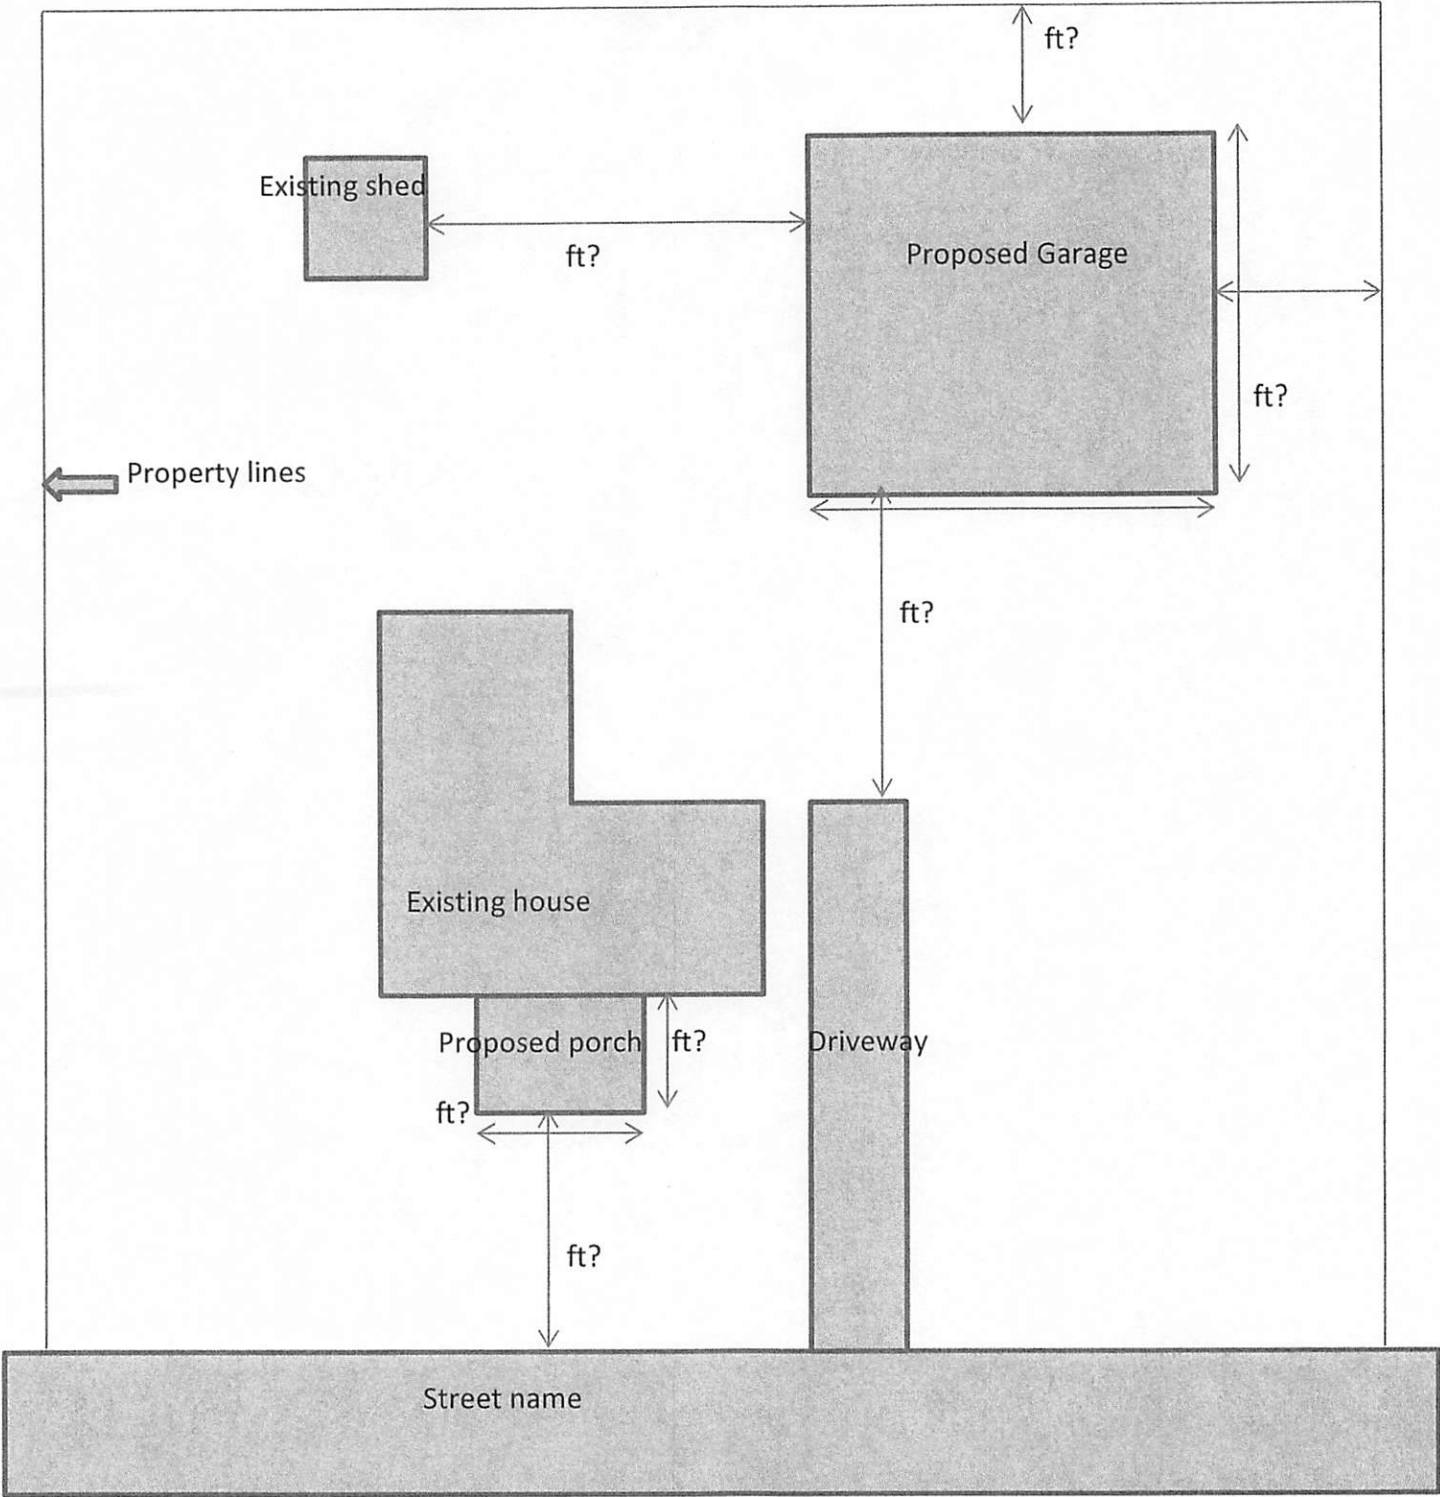 ft?
Existing shed
ft?
Proposed Garage
ft?
Property lines
ft?
Existing house
Proposed porch
ft?
Driveway
ft?
ft?
Street name